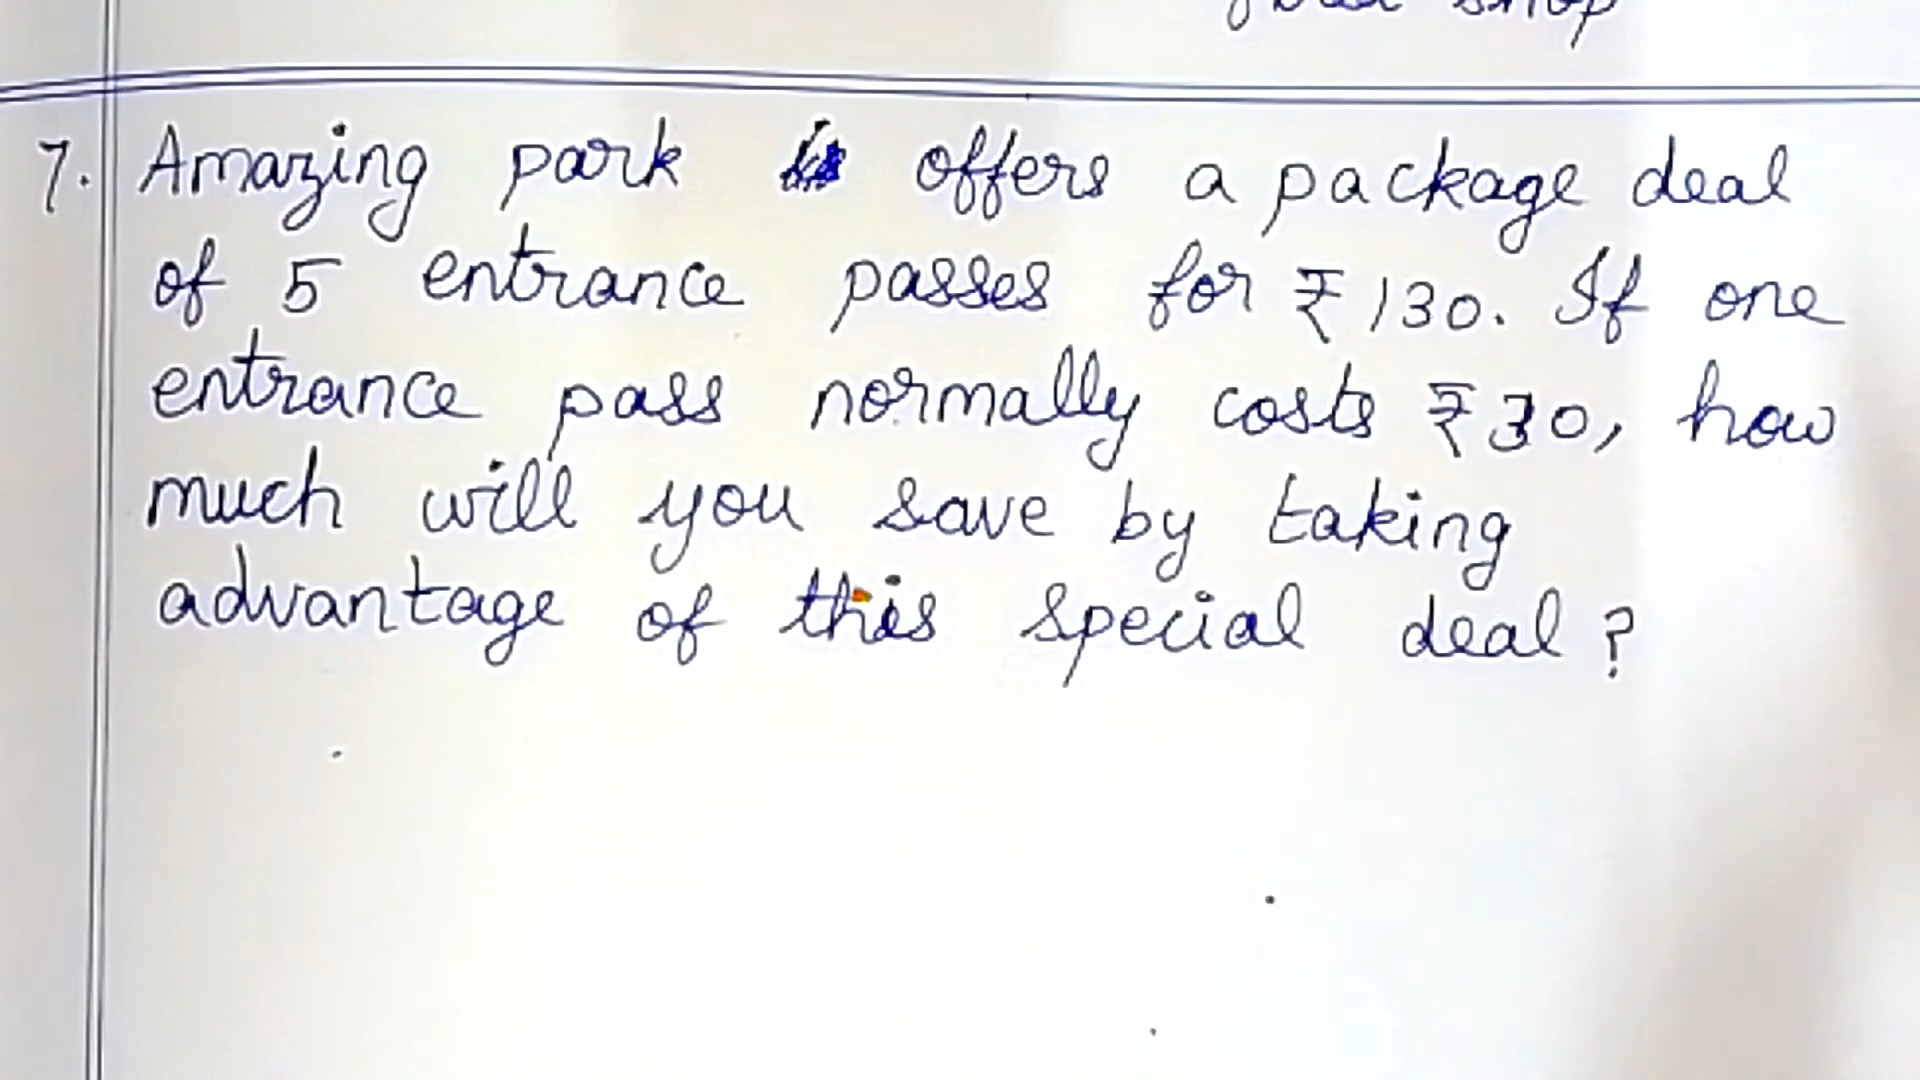 shop
7. Amazing park offers a package deal
of 5 entrance passes for ₹130. If one
entrance pass normally costs ₹30, how
much will you save by taking
advantage of this special deal?